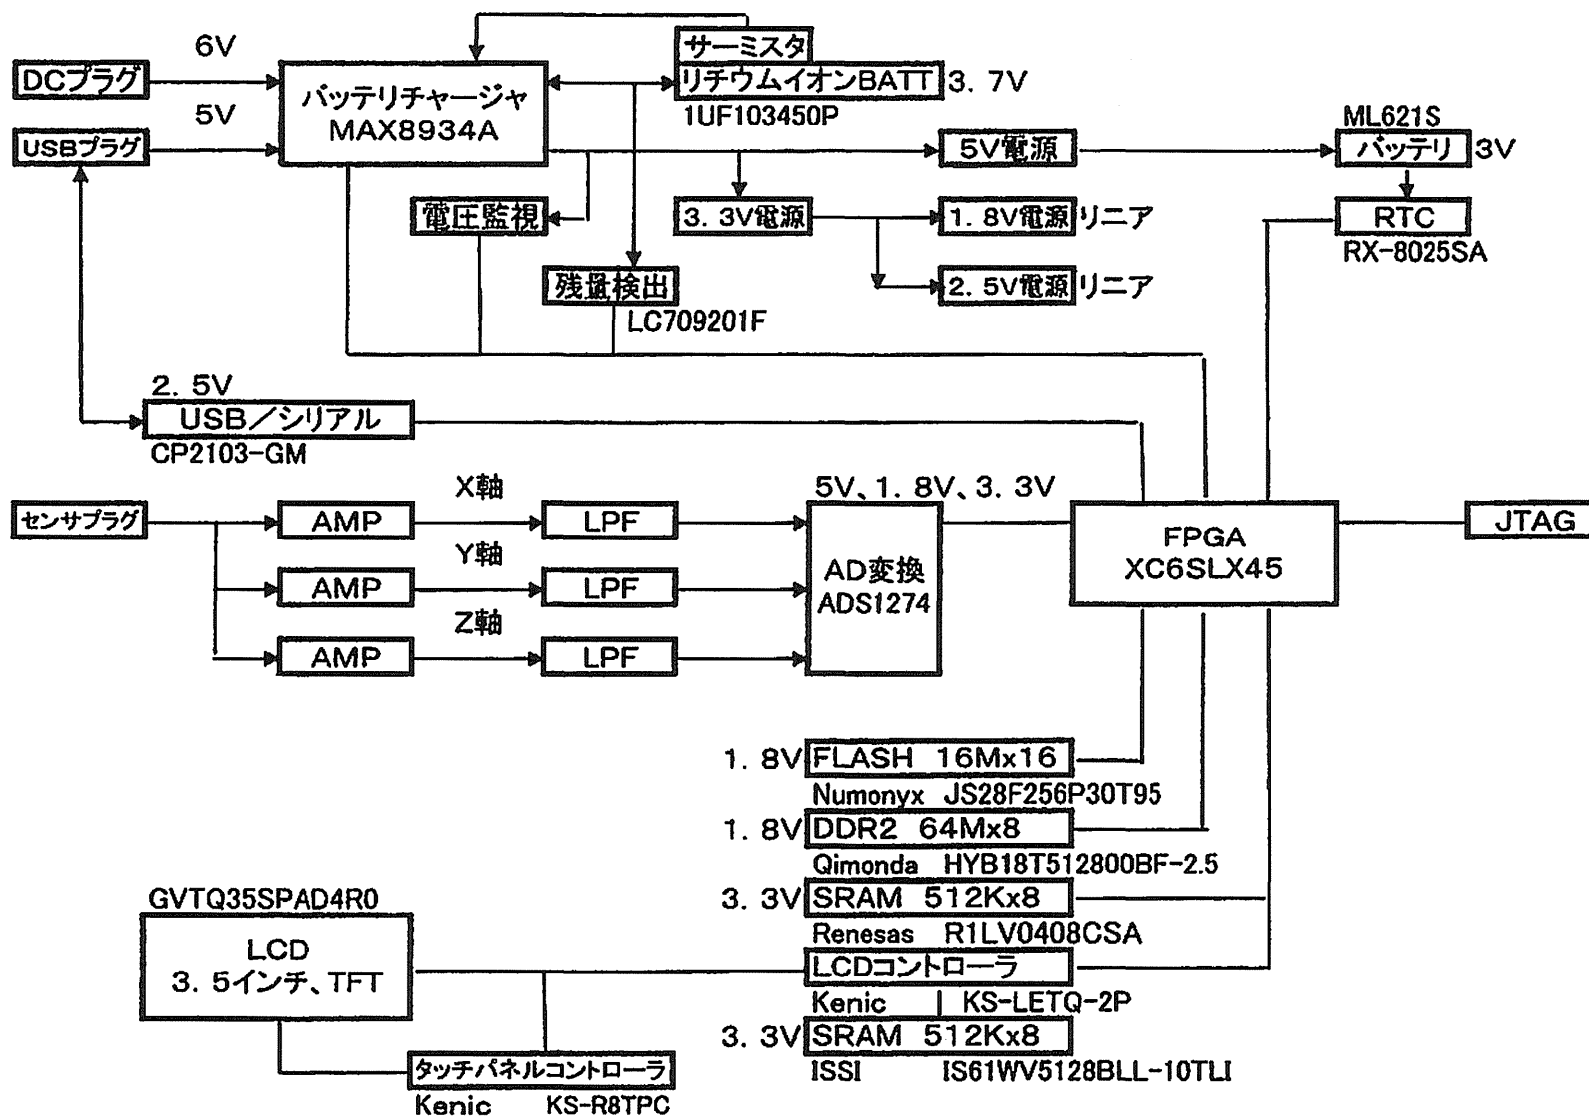 サーミスタ
6V
DCプラグ
バッテリチャージャ
MAX8934A
リチウムイオンBATT 3.7V
1UF103450P
5V
USBプラグ
5V電源
ML621S
バッテリ 3V
電圧監視
3.3V電源
1.8V電源 リニア
RTC
RX-8025SA
残量検出
LC709201F
2.5V電源 リニア
2.5V
USB/シリアル
CP2103-GM
X軸
5V、1.8V、3.3V
センサプラグ
AMP
LPF
FPGA
XC6SLX45
JTAG
Y軸
AMP
LPF
AD変換
ADS1274
Z軸
AMP
LPF
1.8V FLASH 16Mx16
Numonyx JS28F256P30T95
1.8V DDR2 64Mx8
Qimonda HYB18T512800BF-2.5
3.3V SRAM 512Kx8
Renesas R1LV0408CSA
GVTQ35SPAD4R0
LCD
3.5インチ、TFT
LCDコントローラ
Kenic KS-LETQ-2P
3.3V SRAM 512Kx8
ISSI IS61WV5128BLL-10TLI
タッチパネルコントローラ
Kenic KS-R8TPC